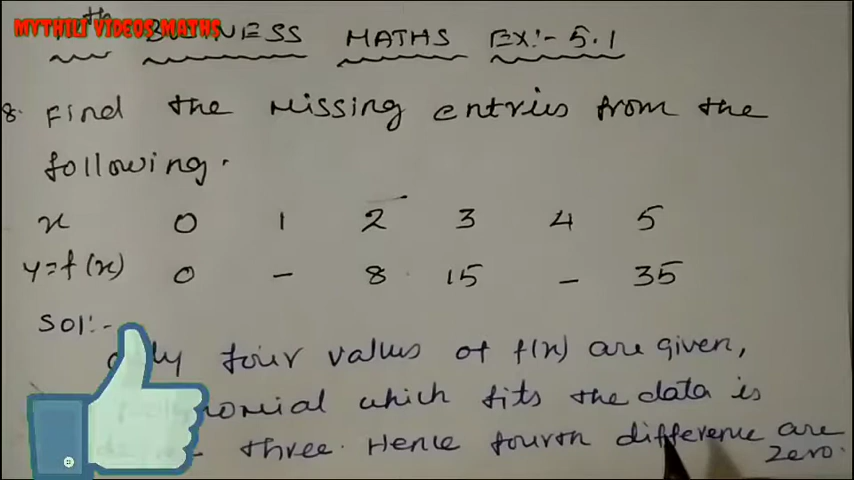 MYTHILI VIDEOS MATHS
BUSINESS MATHS EX:- 5.1
8. Find the Missing entries from the
following.
x 0 1 2 3 4 5
y=f(x) 0 - 8 15 - 35
Sol:-
four values of f(x) are given,
which fits the data is
three. Hence fourth difference are
zero.